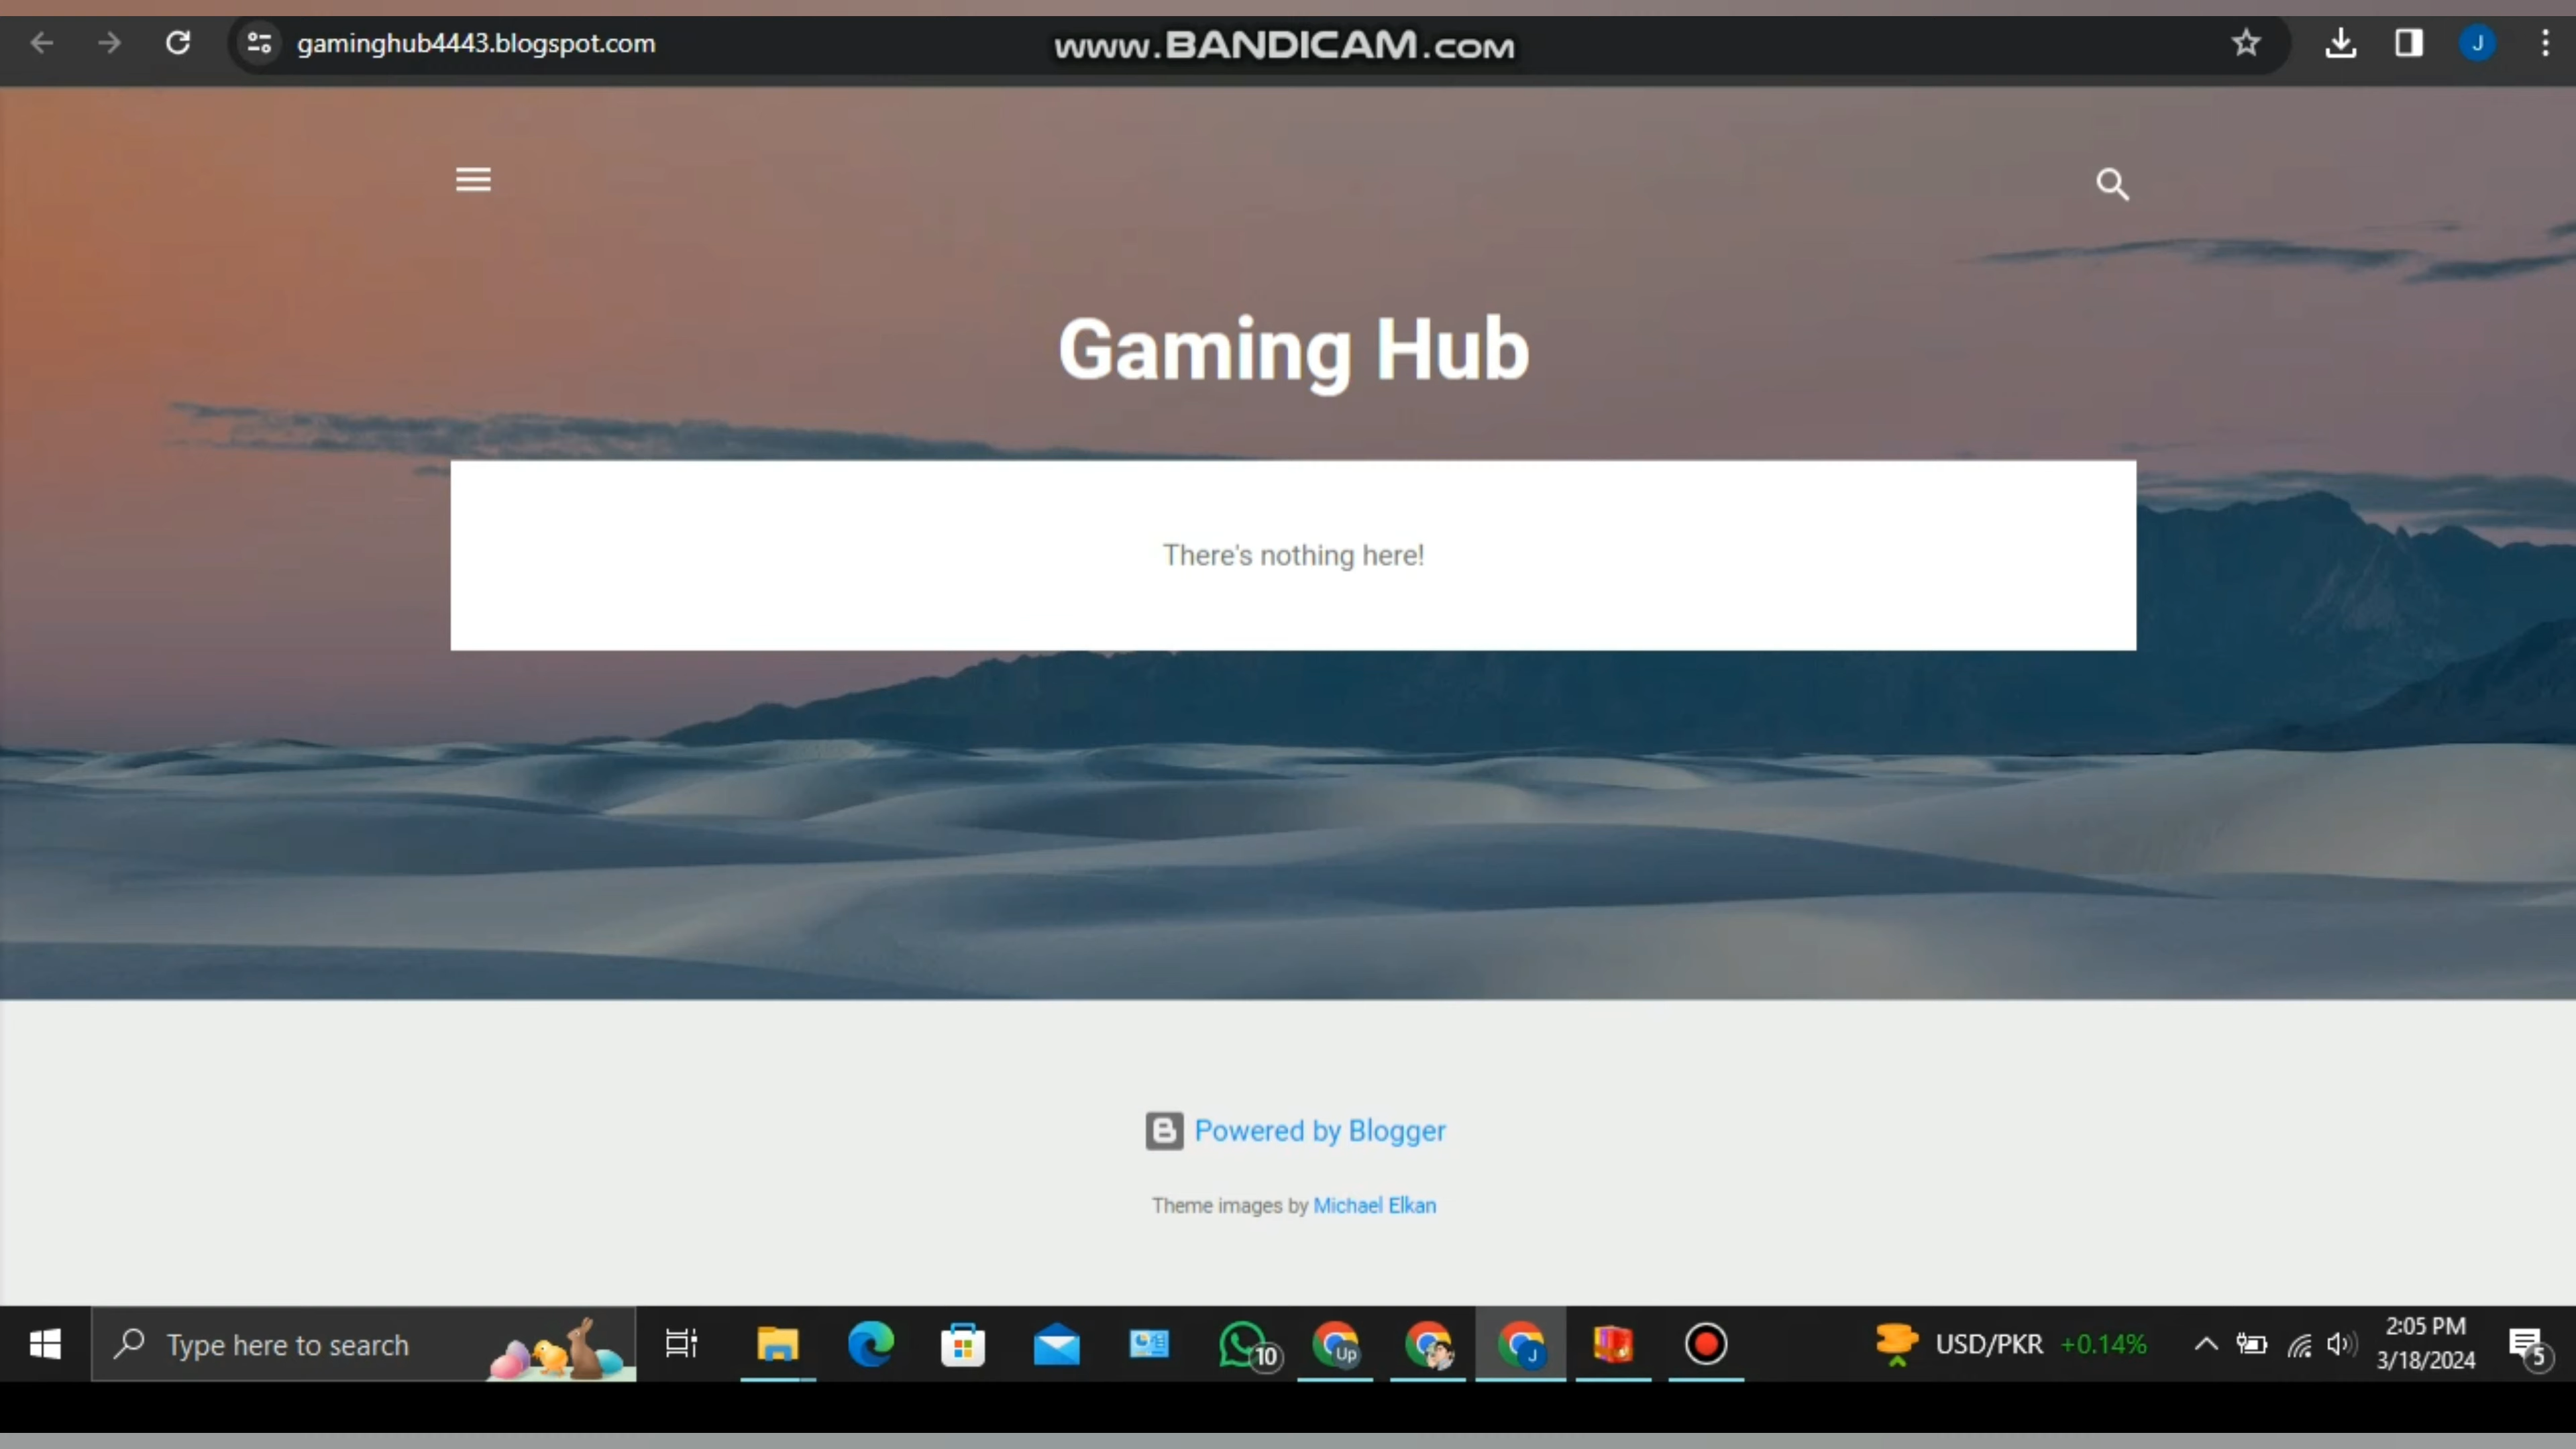 gaminghub4443.blogspot.com
www.BANDICAM.com
J
Gaming Hub
There's nothing here!
Powered by Blogger
Theme images by Michael Elkan
Type here to search
10
Up
J
USD/PKR +0.14%
2:05 PM
3/18/2024
5